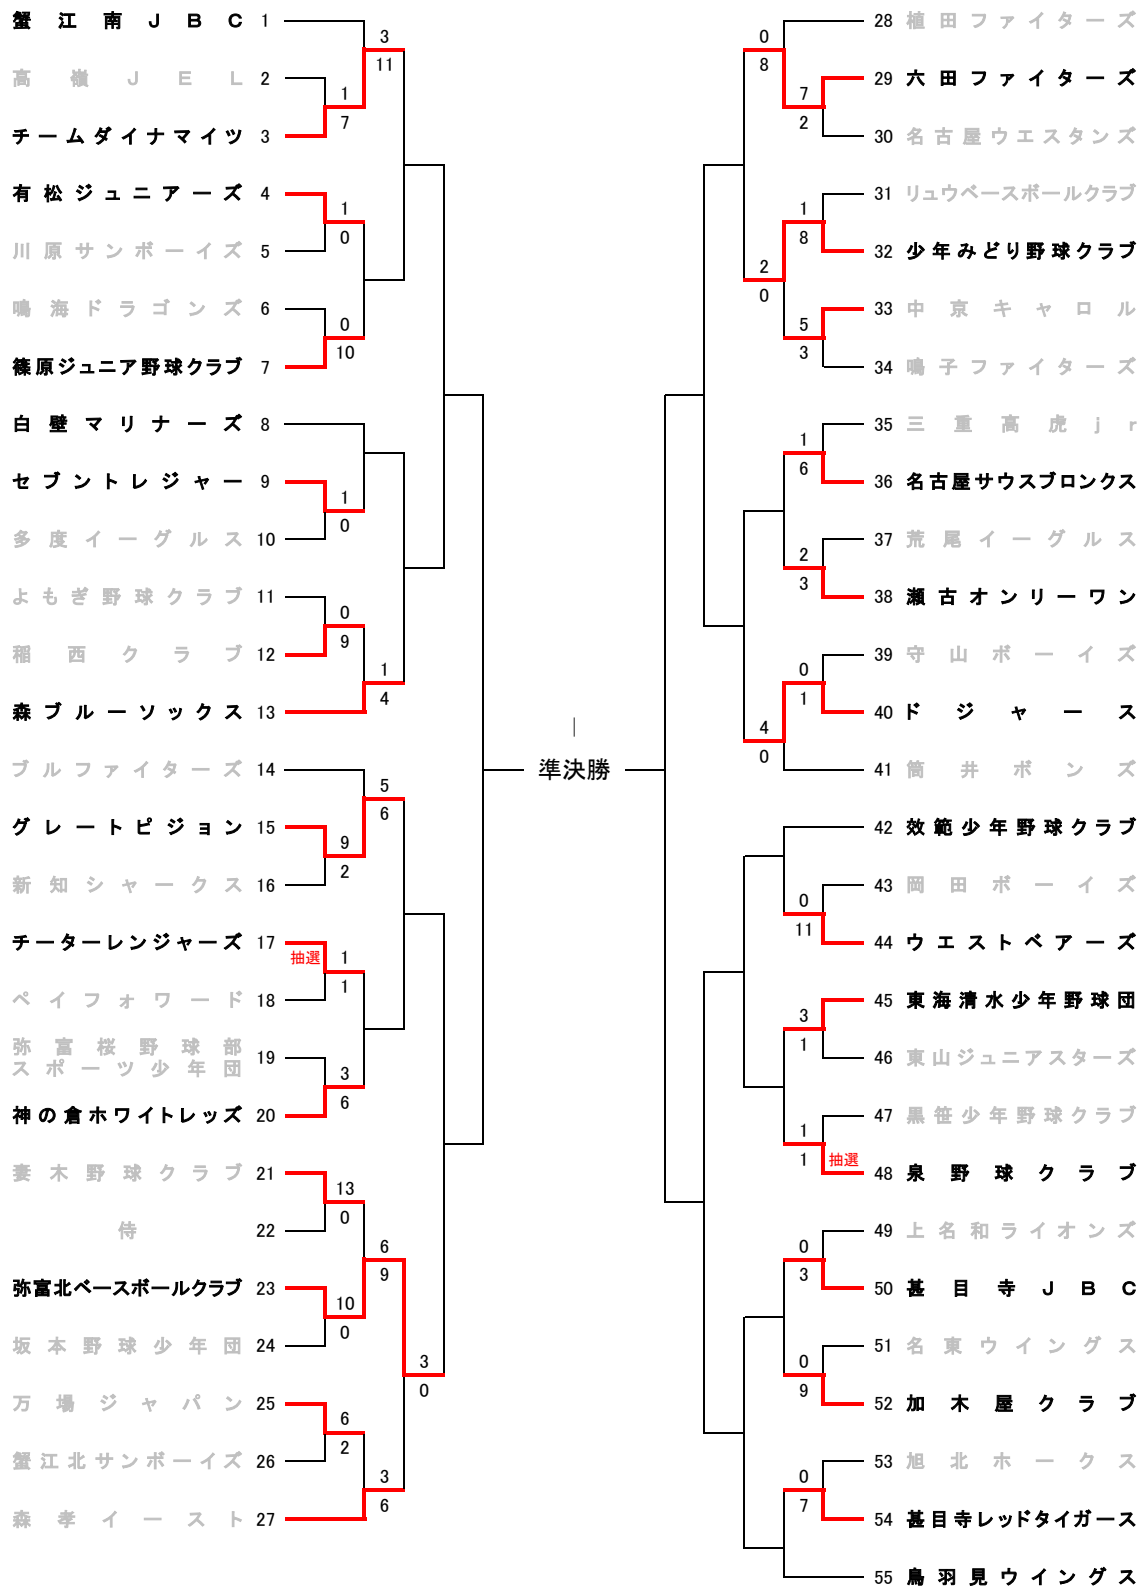 蟹江南ＪＢＣ 1
高嶺ＪＥＬ 2
チームダイナマイツ 3
有松ジュニアーズ 4
川原サンボーイズ 5
鳴海ドラゴンズ 6
篠原ジュニア野球クラブ 7
白壁マリナーズ 8
セブントレジャー 9
多度イーグルス 10
よもぎ野球クラブ 11
稲西クラブ 12
森ブルーソックス 13
ブルファイターズ 14
グレートピジョン 15
新知シャークス 16
チーターレンジャーズ 17
ペイフォワード 18
弥富桜野球部
スポーツ少年団 19
神の倉ホワイトレッズ 20
妻木野球クラブ 21
侍 22
弥富北ベースボールクラブ 23
坂本野球少年団 24
万場ジャパン 25
蟹江北サンボーイズ 26
森孝イースト 27
3
11
1
7
1
0
0
10
1
0
0
9
1
4
5
6
9
2
抽選
1
1
3
6
13
0
6
9
10
0
3
0
6
2
3
6
|
準決勝
0
8
7
2
1
8
2
0
5
3
1
6
2
3
0
1
4
0
0
11
3
1
1
1
抽選
0
3
0
9
0
7
28 植田ファイターズ
29 六田ファイターズ
30 名古屋ウエスタンズ
31 リュウベースボールクラブ
32 少年みどり野球クラブ
33 中京キャロル
34 鳴子ファイターズ
35 三重高虎ｊｒ
36 名古屋サウスブロンクス
37 荒尾イーグルス
38 瀬古オンリーワン
39 守山ボーイズ
40 ドジャース
41 筒井ボンズ
42 效範少年野球クラブ
43 岡田ボーイズ
44 ウエストベアーズ
45 東海清水少年野球団
46 東山ジュニアスターズ
47 黒笹少年野球クラブ
48 泉野球クラブ
49 上名和ライオンズ
50 甚目寺ＪＢＣ
51 名東ウイングス
52 加木屋クラブ
53 旭北ホークス
54 甚目寺レッドタイガース
55 鳥羽見ウイングス